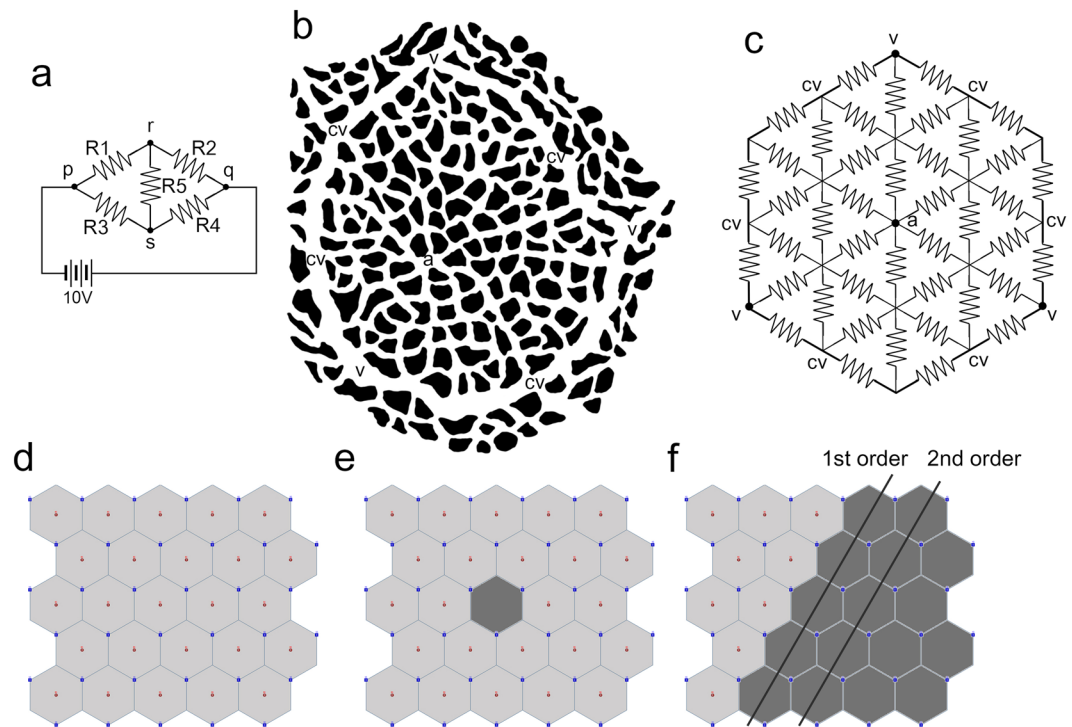 a
r
R1 R2
p R5 q
R3 R4
s
10V
b
v
cv cv
v
cv a
v cv
c
v
cv cv
cv a cv
v v
cv cv
d
e
f
1st order 2nd order